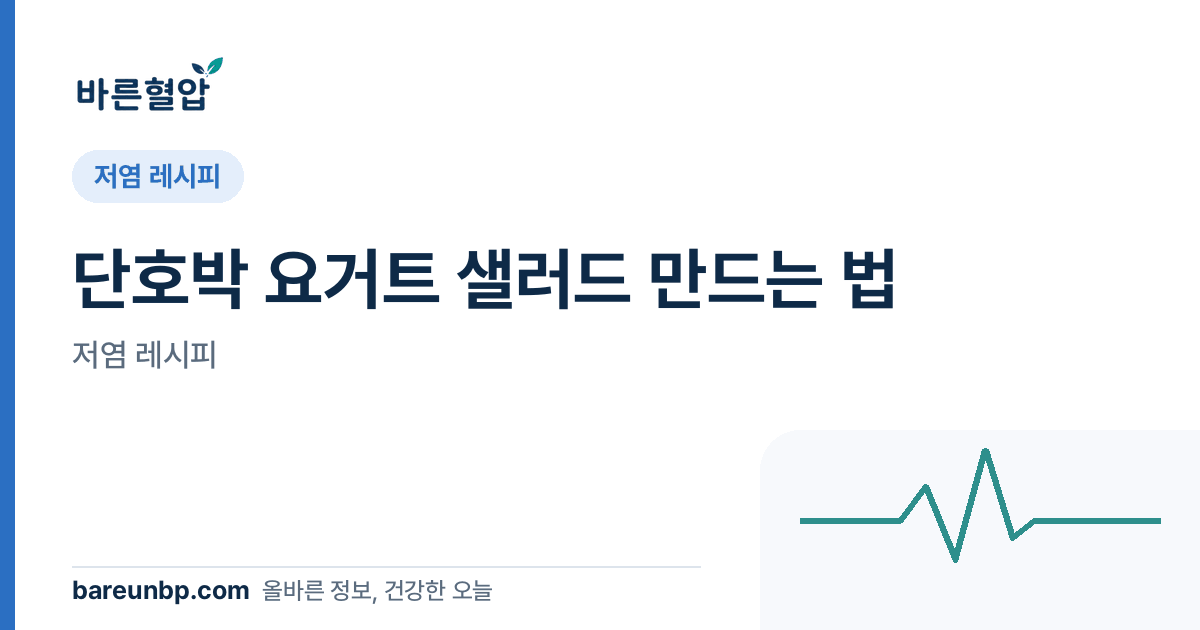 바른혈압
저염 레시피
단호박 요거트 샐러드 만드는 법
저염 레시피
bareunbp.com 올바른 정보, 건강한 오늘